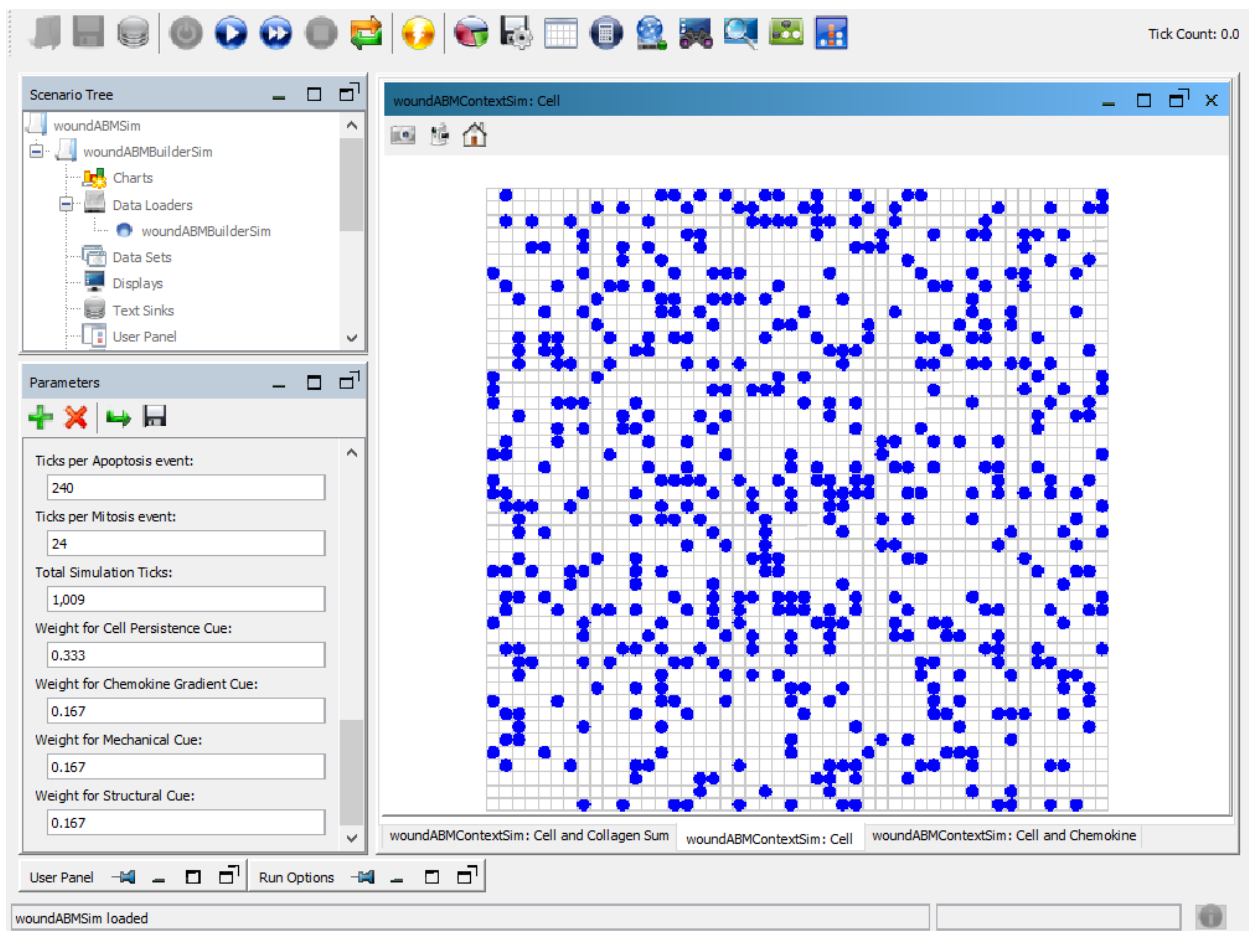 Tick Count: 0.0
Scenario Tree
woundABMSim
woundABMBuilderSim
Charts
Data Loaders
woundABMBuilderSim
Data Sets
Displays
Text Sinks
User Panel
Parameters
Ticks per Apoptosis event:
240
Ticks per Mitosis event:
24
Total Simulation Ticks:
1,009
Weight for Cell Persistence Cue:
0.333
Weight for Chemokine Gradient Cue:
0.167
Weight for Mechanical Cue:
0.167
Weight for Structural Cue:
0.167
woundABMContextSim: Cell
woundABMContextSim: Cell and Collagen Sum
woundABMContextSim: Cell
woundABMContextSim: Cell and Chemokine
User Panel
Run Options
woundABMSim loaded